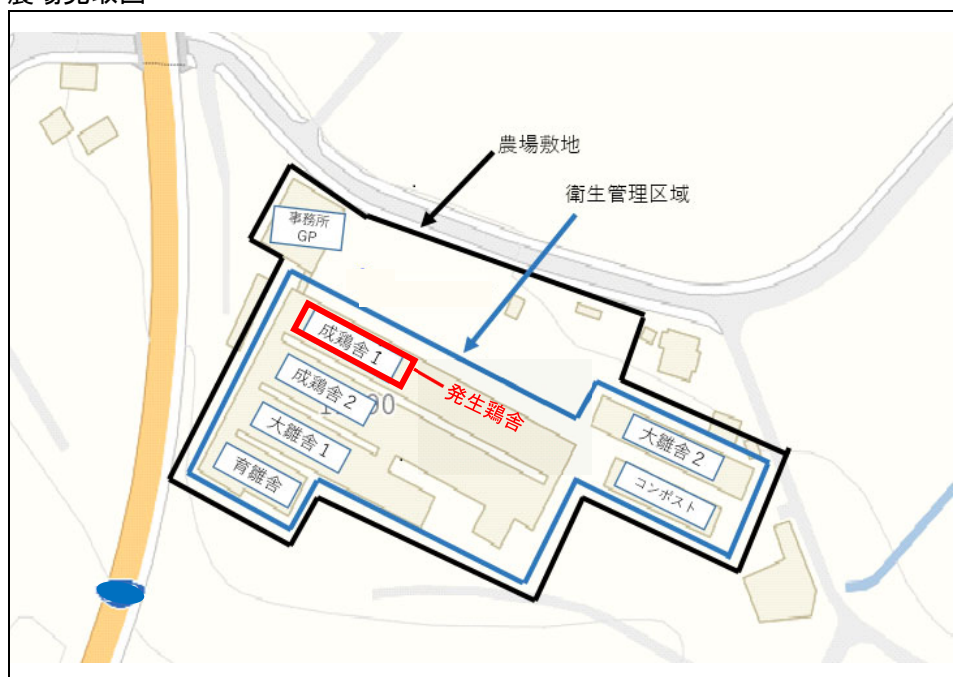 農場敷地
衛生管理区域
事務所
GP
成鶏舎1
発生鶏舎
成鶏舎2
大雛舎1
育雛舎
大雛舎2
コンポスト